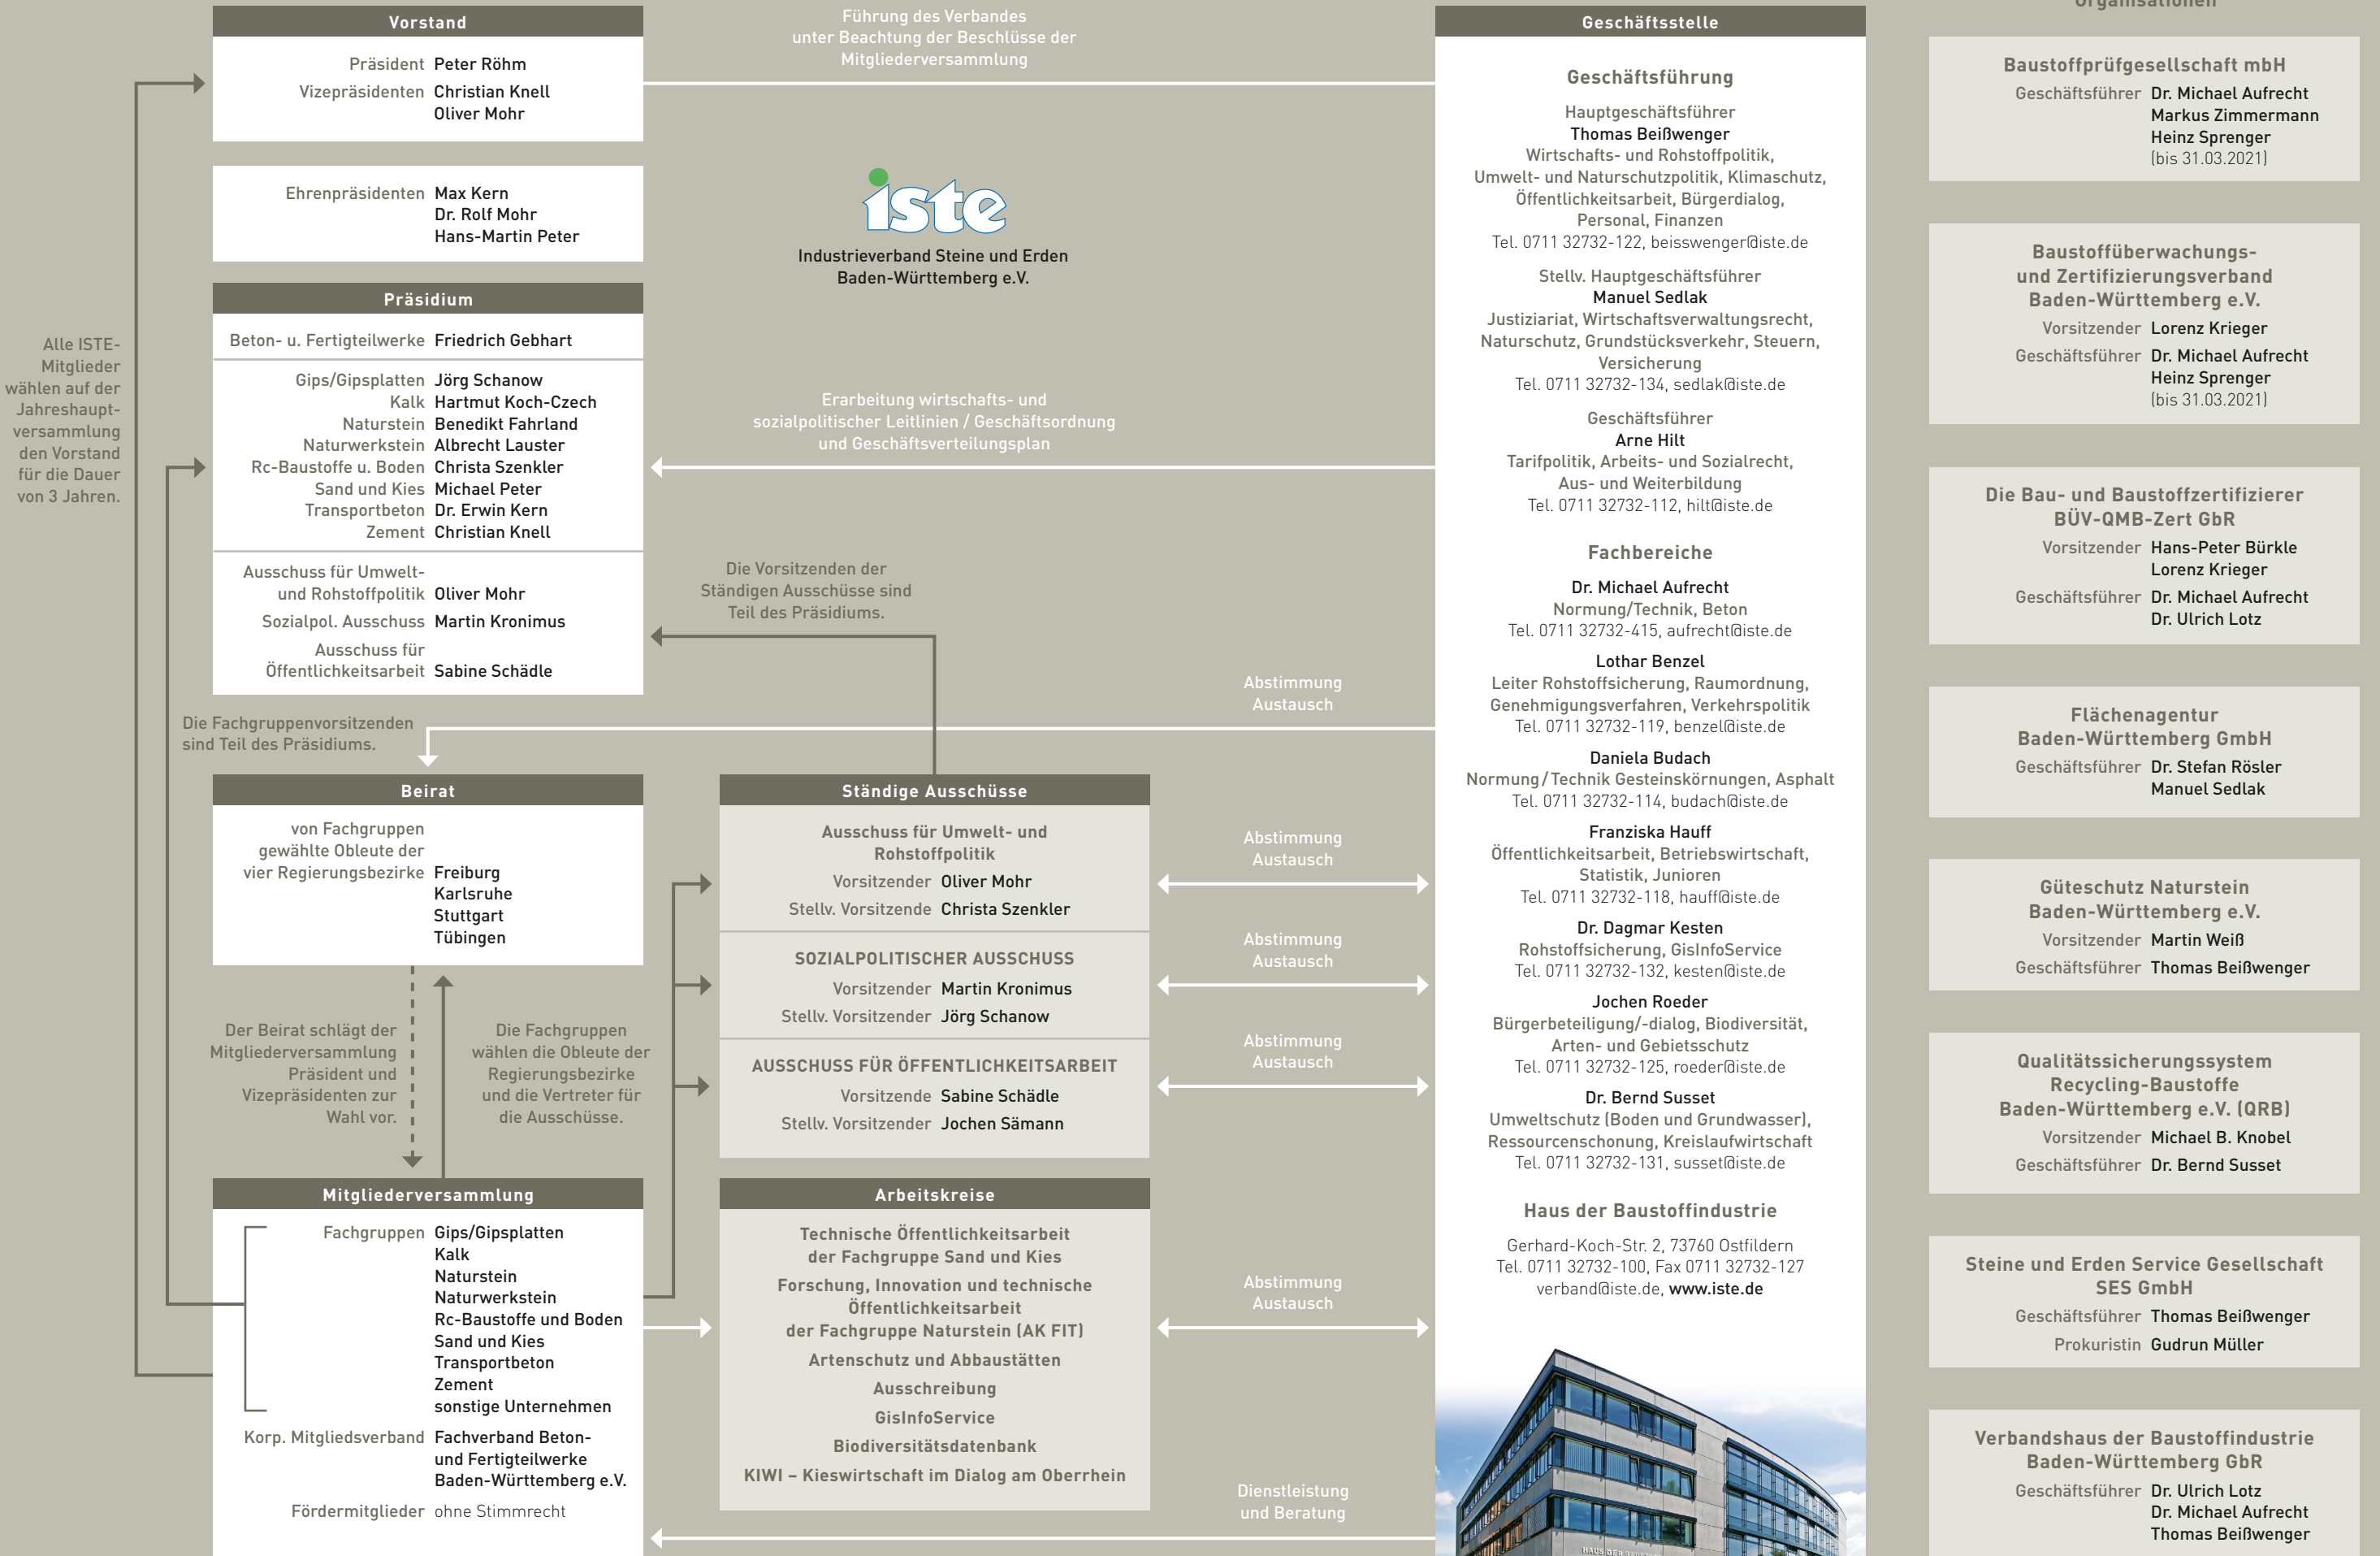 Vorstand
Präsident Peter Röhm
Vizepräsidenten Christian Knell
Oliver Mohr
Ehrenpräsidenten Max Kern
Dr. Rolf Mohr
Hans-Martin Peter
Präsidium
Beton- u. Fertigteilwerke Friedrich Gebhart
Gips/Gipsplatten Jörg Schanow
Kalk Hartmut Koch-Czech
Naturstein Benedikt Fahrland
Naturwerkstein Albrecht Lauster
Rc-Baustoffe u. Boden Christa Szenkler
Sand und Kies Michael Peter
Transportbeton Dr. Erwin Kern
Zement Christian Knell
Ausschuss für Umwelt-
und Rohstoffpolitik Oliver Mohr
Sozialpol. Ausschuss Martin Kronimus
Ausschuss für
Öffentlichkeitsarbeit Sabine Schädle
Alle ISTE-
Mitglieder
wählen auf der
Jahreshaupt-
versammlung
den Vorstand
für die Dauer
von 3 Jahren.
Die Fachgruppenvorsitzenden
sind Teil des Präsidiums.
Beirat
von Fachgruppen
gewählte Obleute der
vier Regierungsbezirke Freiburg
Karlsruhe
Stuttgart
Tübingen
Der Beirat schlägt der
Mitgliederversammlung
Präsident und
Vizepräsidenten zur
Wahl vor.
Die Fachgruppen
wählen die Obleute der
Regierungsbezirke
und die Vertreter für
die Ausschüsse.
Mitgliederversammlung
Fachgruppen Gips/Gipsplatten
Kalk
Naturstein
Naturwerkstein
Rc-Baustoffe und Boden
Sand und Kies
Transportbeton
Zement
sonstige Unternehmen
Korp. Mitgliedsverband Fachverband Beton-
und Fertigteilwerke
Baden-Württemberg e.V.
Fördermitglieder ohne Stimmrecht
Führung des Verbandes
unter Beachtung der Beschlüsse der
Mitgliederversammlung
iste
Industrieverband Steine und Erden
Baden-Württemberg e.V.
Erarbeitung wirtschafts- und
sozialpolitischer Leitlinien / Geschäftsordnung
und Geschäftsverteilungsplan
Die Vorsitzenden der
Ständigen Ausschüsse sind
Teil des Präsidiums.
Abstimmung
Austausch
Ständige Ausschüsse
Ausschuss für Umwelt- und
Rohstoffpolitik
Vorsitzender Oliver Mohr
Stellv. Vorsitzende Christa Szenkler
SOZIALPOLITISCHER AUSSCHUSS
Vorsitzender Martin Kronimus
Stellv. Vorsitzender Jörg Schanow
AUSSCHUSS FÜR ÖFFENTLICHKEITSARBEIT
Vorsitzende Sabine Schädle
Stellv. Vorsitzender Jochen Sämann
Abstimmung
Austausch
Abstimmung
Austausch
Abstimmung
Austausch
Arbeitskreise
Technische Öffentlichkeitsarbeit
der Fachgruppe Sand und Kies
Forschung, Innovation und technische
Öffentlichkeitsarbeit
der Fachgruppe Naturstein (AK FIT)
Artenschutz und Abbaustätten
Ausschreibung
GisInfoService
Biodiversitätsdatenbank
KIWI – Kieswirtschaft im Dialog am Oberrhein
Abstimmung
Austausch
Dienstleistung
und Beratung
Geschäftsstelle
Geschäftsführung
Hauptgeschäftsführer
Thomas Beißwenger
Wirtschafts- und Rohstoffpolitik,
Umwelt- und Naturschutzpolitik, Klimaschutz,
Öffentlichkeitsarbeit, Bürgerdialog,
Personal, Finanzen
Tel. 0711 32732-122, beisswenger@iste.de
Stellv. Hauptgeschäftsführer
Manuel Sedlak
Justiziariat, Wirtschaftsverwaltungsrecht,
Naturschutz, Grundstücksverkehr, Steuern,
Versicherung
Tel. 0711 32732-134, sedlak@iste.de
Geschäftsführer
Arne Hilt
Tarifpolitik, Arbeits- und Sozialrecht,
Aus- und Weiterbildung
Tel. 0711 32732-112, hilt@iste.de
Fachbereiche
Dr. Michael Aufrecht
Normung/Technik, Beton
Tel. 0711 32732-415, aufrecht@iste.de
Lothar Benzel
Leiter Rohstoffsicherung, Raumordnung,
Genehmigungsverfahren, Verkehrspolitik
Tel. 0711 32732-119, benzel@iste.de
Daniela Budach
Normung/Technik Gesteinskörnungen, Asphalt
Tel. 0711 32732-114, budach@iste.de
Franziska Hauff
Öffentlichkeitsarbeit, Betriebswirtschaft,
Statistik, Junioren
Tel. 0711 32732-118, hauff@iste.de
Dr. Dagmar Kesten
Rohstoffsicherung, GisInfoService
Tel. 0711 32732-132, kesten@iste.de
Jochen Roeder
Bürgerbeteiligung/-dialog, Biodiversität,
Arten- und Gebietsschutz
Tel. 0711 32732-125, roeder@iste.de
Dr. Bernd Susset
Umweltschutz (Boden und Grundwasser),
Ressourcenschonung, Kreislaufwirtschaft
Tel. 0711 32732-131, susset@iste.de
Haus der Baustoffindustrie
Gerhard-Koch-Str. 2, 73760 Ostfildern
Tel. 0711 32732-100, Fax 0711 32732-127
verband@iste.de, www.iste.de
HAUS DER
Organisationen
Baustoffprüfgesellschaft mbH
Geschäftsführer Dr. Michael Aufrecht
Markus Zimmermann
Heinz Sprenger
(bis 31.03.2021)
Baustoffüberwachungs-
und Zertifizierungsverband
Baden-Württemberg e.V.
Vorsitzender Lorenz Krieger
Geschäftsführer Dr. Michael Aufrecht
Heinz Sprenger
(bis 31.03.2021)
Die Bau- und Baustoffzertifizierer
BÜV-QMB-Zert GbR
Vorsitzender Hans-Peter Bürkle
Lorenz Krieger
Geschäftsführer Dr. Michael Aufrecht
Dr. Ulrich Lotz
Flächenagentur
Baden-Württemberg GmbH
Geschäftsführer Dr. Stefan Rösler
Manuel Sedlak
Güteschutz Naturstein
Baden-Württemberg e.V.
Vorsitzender Martin Weiß
Geschäftsführer Thomas Beißwenger
Qualitätssicherungssystem
Recycling-Baustoffe
Baden-Württemberg e.V. (QRB)
Vorsitzender Michael B. Knobel
Geschäftsführer Dr. Bernd Susset
Steine und Erden Service Gesellschaft
SES GmbH
Geschäftsführer Thomas Beißwenger
Prokuristin Gudrun Müller
Verbandshaus der Baustoffindustrie
Baden-Württemberg GbR
Geschäftsführer Dr. Ulrich Lotz
Dr. Michael Aufrecht
Thomas Beißwenger